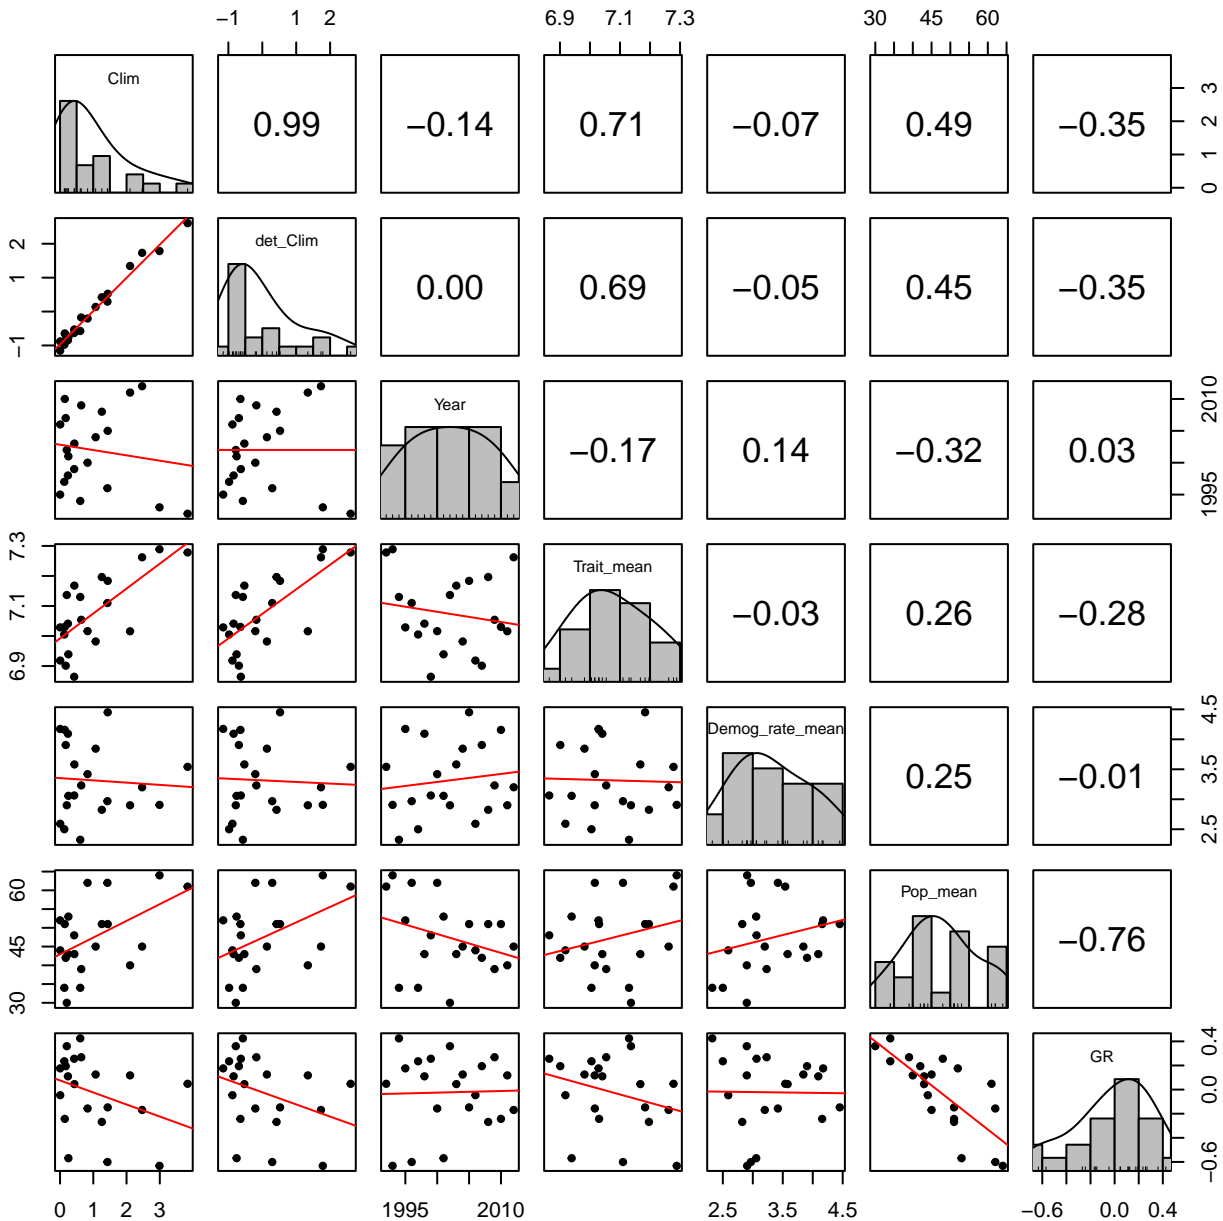 −1 1 2 6.9 7.1 7.3 30 45 60
Clim 0.99 −0.14 0.71 −0.07 0.49 −0.35 0 1 2 3
−1 1 2 det_Clim 0.00 0.69 −0.05 0.45 −0.35
Year −0.17 0.14 −0.32 0.03 1995 2010
6.9 7.1 7.3 Trait_mean −0.03 0.26 −0.28
Demog_rate_mean 0.25 −0.01 2.5 3.5 4.5
30 45 60 Pop_mean −0.76
GR −0.6 0.0 0.4
0 1 2 3 1995 2010 2.5 3.5 4.5 −0.6 0.0 0.4